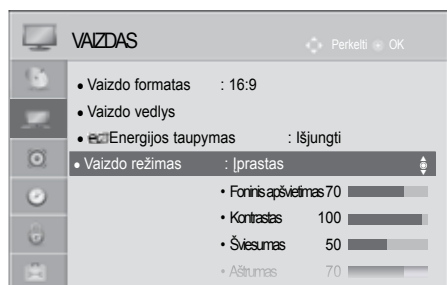 VAIZDAS Perkelti OK
• Vaizdo formatas : 16:9
• Vaizdo vedlys
• Energijos taupymas : Išjungti
• Vaizdo režimas : Įprastas
• Foninis apšvietimas 70
• Kontrastas 100
• Šviesumas 50
• Aštrumas 70